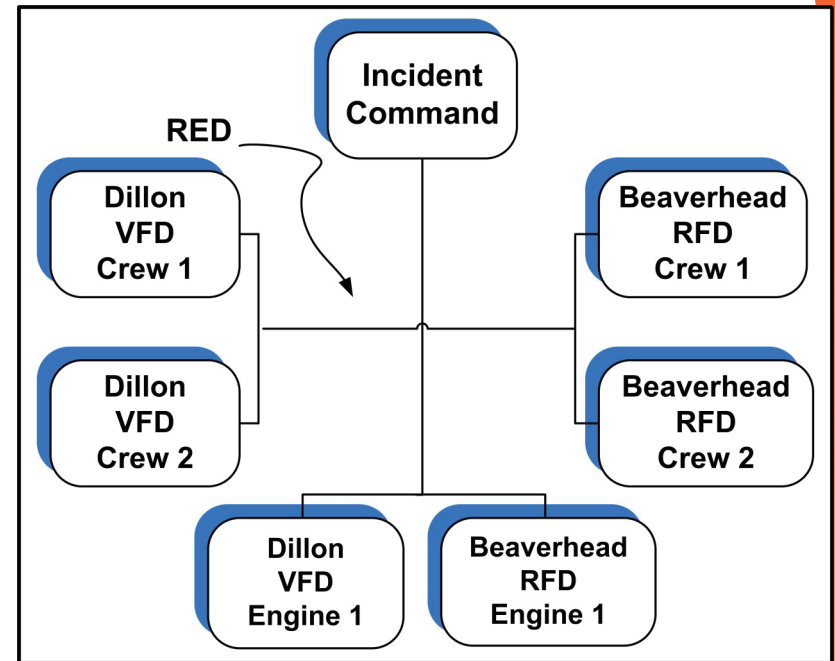 Incident
Command
RED
Dillon
VFD
Crew 1
Beaverhead
RFD
Crew 1
Dillon
VFD
Crew 2
Beaverhead
RFD
Crew 2
Dillon
VFD
Engine 1
Beaverhead
RFD
Engine 1